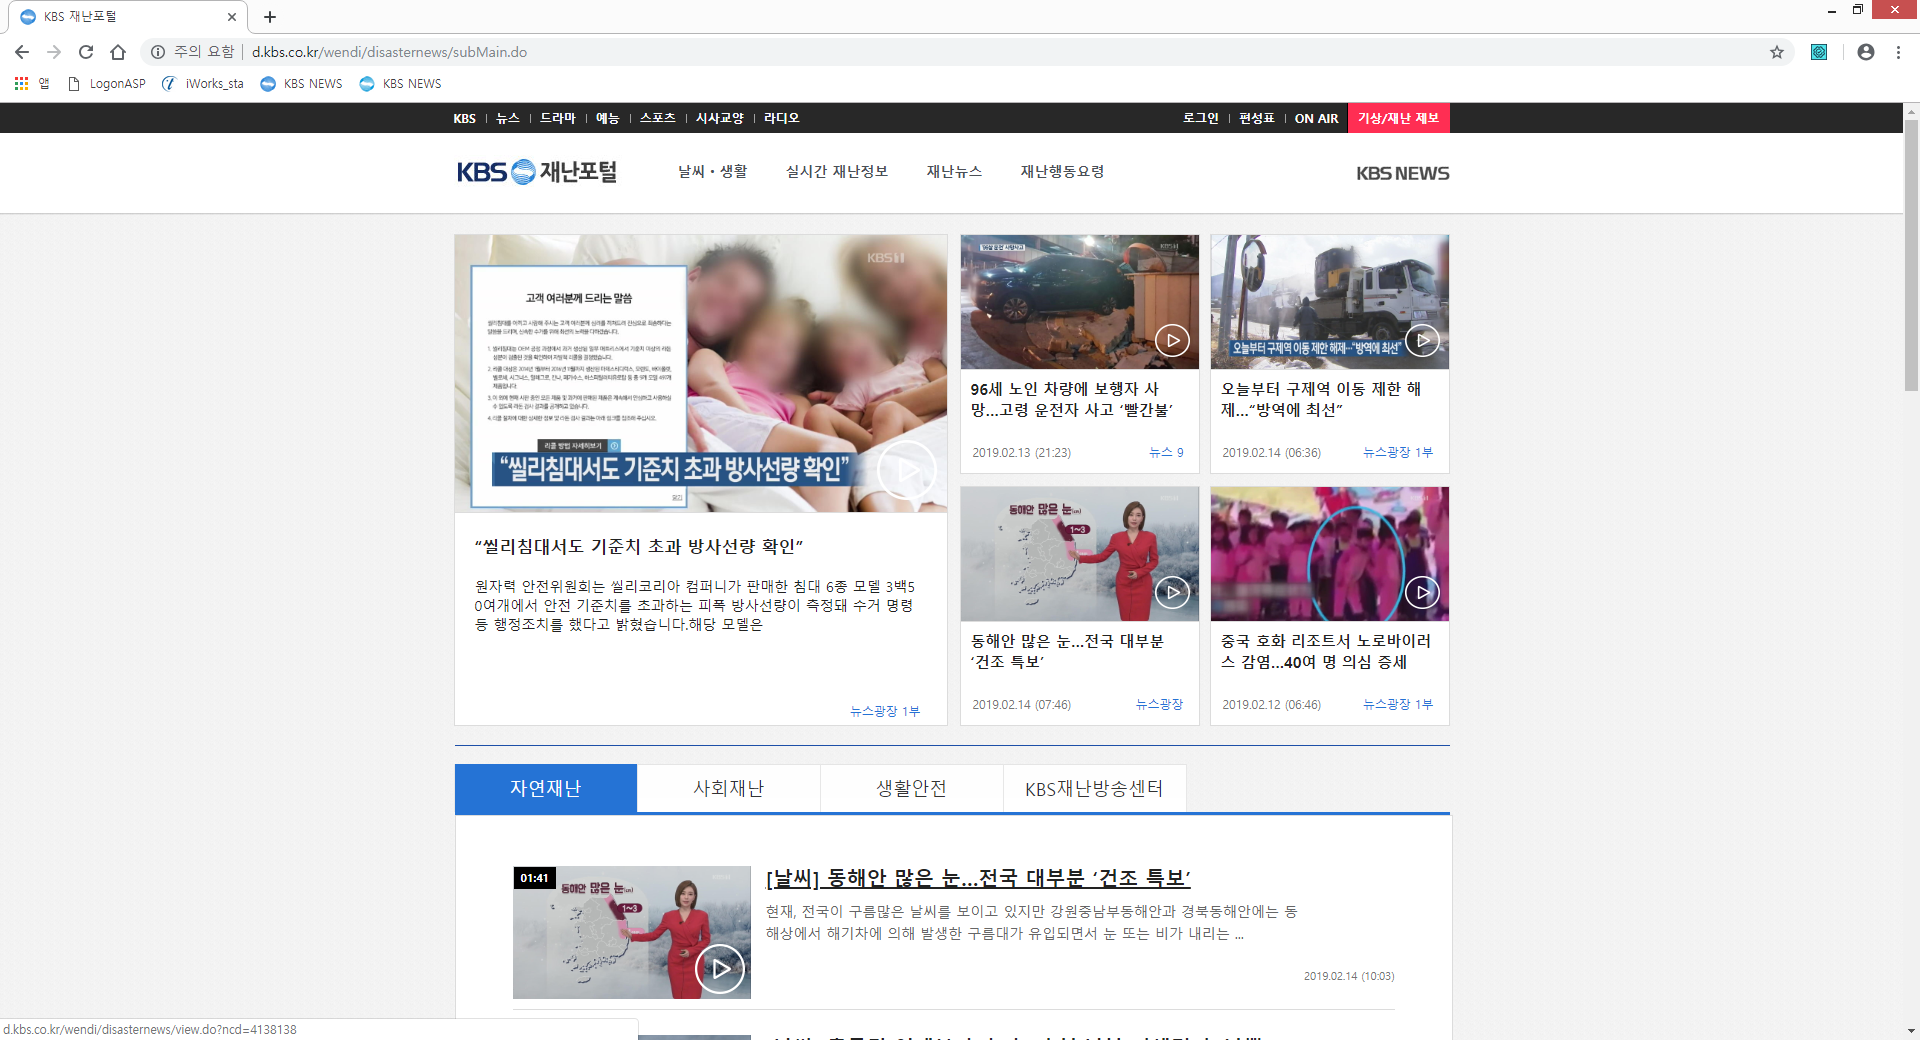 KBS 재난포털
주의 요함 | d.kbs.co.kr/wendi/disasternews/subMain.do
앱 LogonASP iWorks_sta KBS NEWS KBS NEWS
KBS 뉴스 드라마 예능 스포츠 시사교양 라디오
로그인 편성표 ON AIR 기상/재난 제보
KBS 재난포털 날씨・생활 실시간 재난정보 재난뉴스 재난행동요령 KBS NEWS
KBS 1
고객 여러분께 드리는 말씀
리콜 방법 자세히보기
“씰리침대서도 기준치 초과 방사선량 확인”
닫기
“씰리침대서도 기준치 초과 방사선량 확인”
원자력 안전위원회는 씰리코리아 컴퍼니가 판매한 침대 6종 모델 3백5
0여개에서 안전 기준치를 초과하는 피폭 방사선량이 측정돼 수거 명령
등 행정조치를 했다고 밝혔습니다.해당 모델은
뉴스광장 1부
96세 노인 차량에 보행자 사
망…고령 운전자 사고 ‘빨간불’
2019.02.13 (21:23) 뉴스 9
오늘부터 구제역 이동 제안 해제…“방역에 최선”
오늘부터 구제역 이동 제한 해
제…“방역에 최선”
2019.02.14 (06:36) 뉴스광장 1부
동해안 많은 눈(cm)
1~3
동해안 많은 눈…전국 대부분
‘건조 특보’
2019.02.14 (07:46) 뉴스광장
중국 호화 리조트서 노로바이러
스 감염…40여 명 의심 증세
2019.02.12 (06:46) 뉴스광장 1부
자연재난 사회재난 생활안전 KBS재난방송센터
01:41
동해안 많은 눈(cm)
1~3
[날씨] 동해안 많은 눈…전국 대부분 ‘건조 특보’
현재, 전국이 구름많은 날씨를 보이고 있지만 강원중남부동해안과 경북동해안에는 동
해상에서 해기차에 의해 발생한 구름대가 유입되면서 눈 또는 비가 내리는 ...
2019.02.14 (10:03)
d.kbs.co.kr/wendi/disasternews/view.do?ncd=4138138